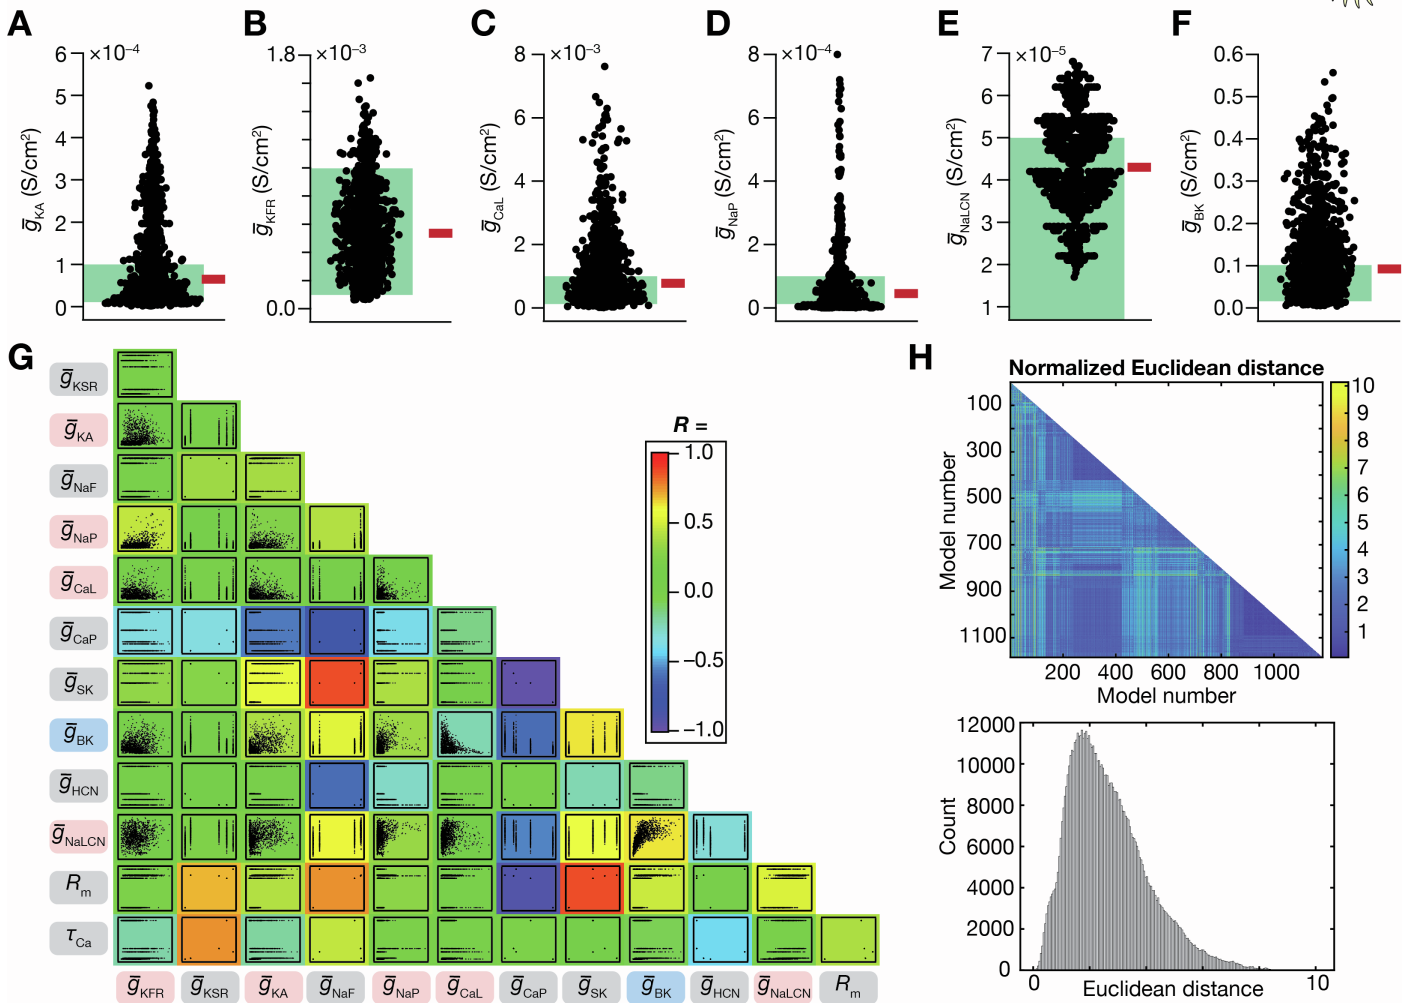 A
B
C
D
E
F
×10⁻⁴
6
5
4
3
2
1
0
ḡKA (S/cm²)
×10⁻³
1.8
0.0
ḡKFR (S/cm²)
×10⁻³
8
6
4
2
0
ḡCaL (S/cm²)
×10⁻⁴
8
6
4
2
0
ḡNaP (S/cm²)
×10⁻⁵
7
6
5
4
3
2
1
ḡNaLCN (S/cm²)
0.6
0.5
0.4
0.3
0.2
0.1
0.0
ḡBK (S/cm²)
G
ḡKSR
ḡKA
ḡNaF
ḡNaP
ḡCaL
ḡCaP
ḡSK
ḡBK
ḡHCN
ḡNaLCN
Rm
τCa
ḡKFR ḡKSR ḡKA ḡNaF ḡNaP ḡCaL ḡCaP ḡSK ḡBK ḡHCN ḡNaLCN Rm
R =
1.0
0.5
0.0
−0.5
−1.0
H
Normalized Euclidean distance
Model number
100
300
500
700
900
1100
200 400 600 800 1000
Model number
10
9
8
7
6
5
4
3
2
1
Count
12000
10000
8000
6000
4000
2000
0
0 10
Euclidean distance